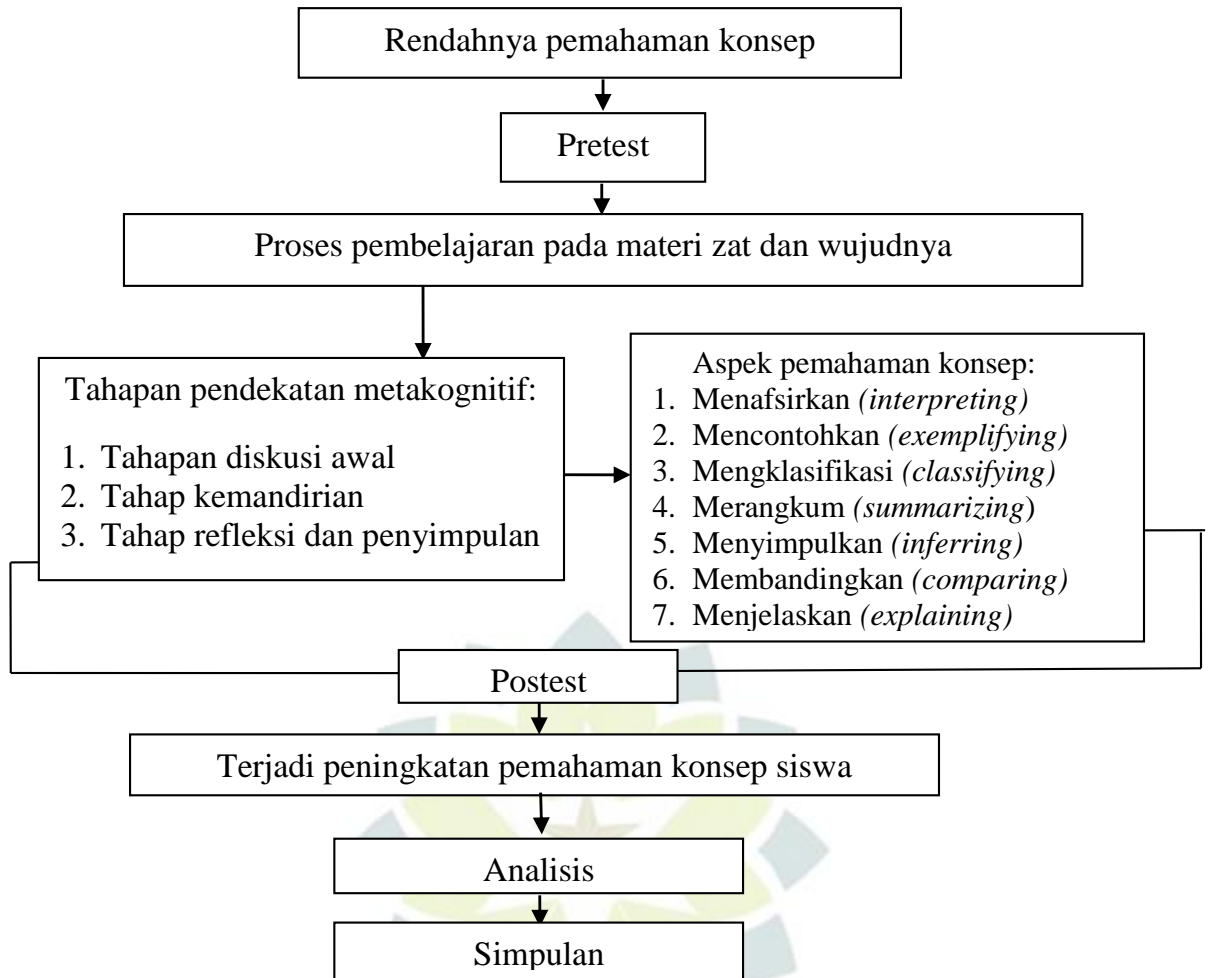 Rendahnya pemahaman konsep
Pretest
Proses pembelajaran pada materi zat dan wujudnya
Tahapan pendekatan metakognitif:
1. Tahapan diskusi awal
2. Tahap kemandirian
3. Tahap refleksi dan penyimpulan
Aspek pemahaman konsep:
1. Menafsirkan (interpreting)
2. Mencontohkan (exemplifying)
3. Mengklasifikasi (classifying)
4. Merangkum (summarizing)
5. Menyimpulkan (inferring)
6. Membandingkan (comparing)
7. Menjelaskan (explaining)
Postest
Terjadi peningkatan pemahaman konsep siswa
Analisis
Simpulan